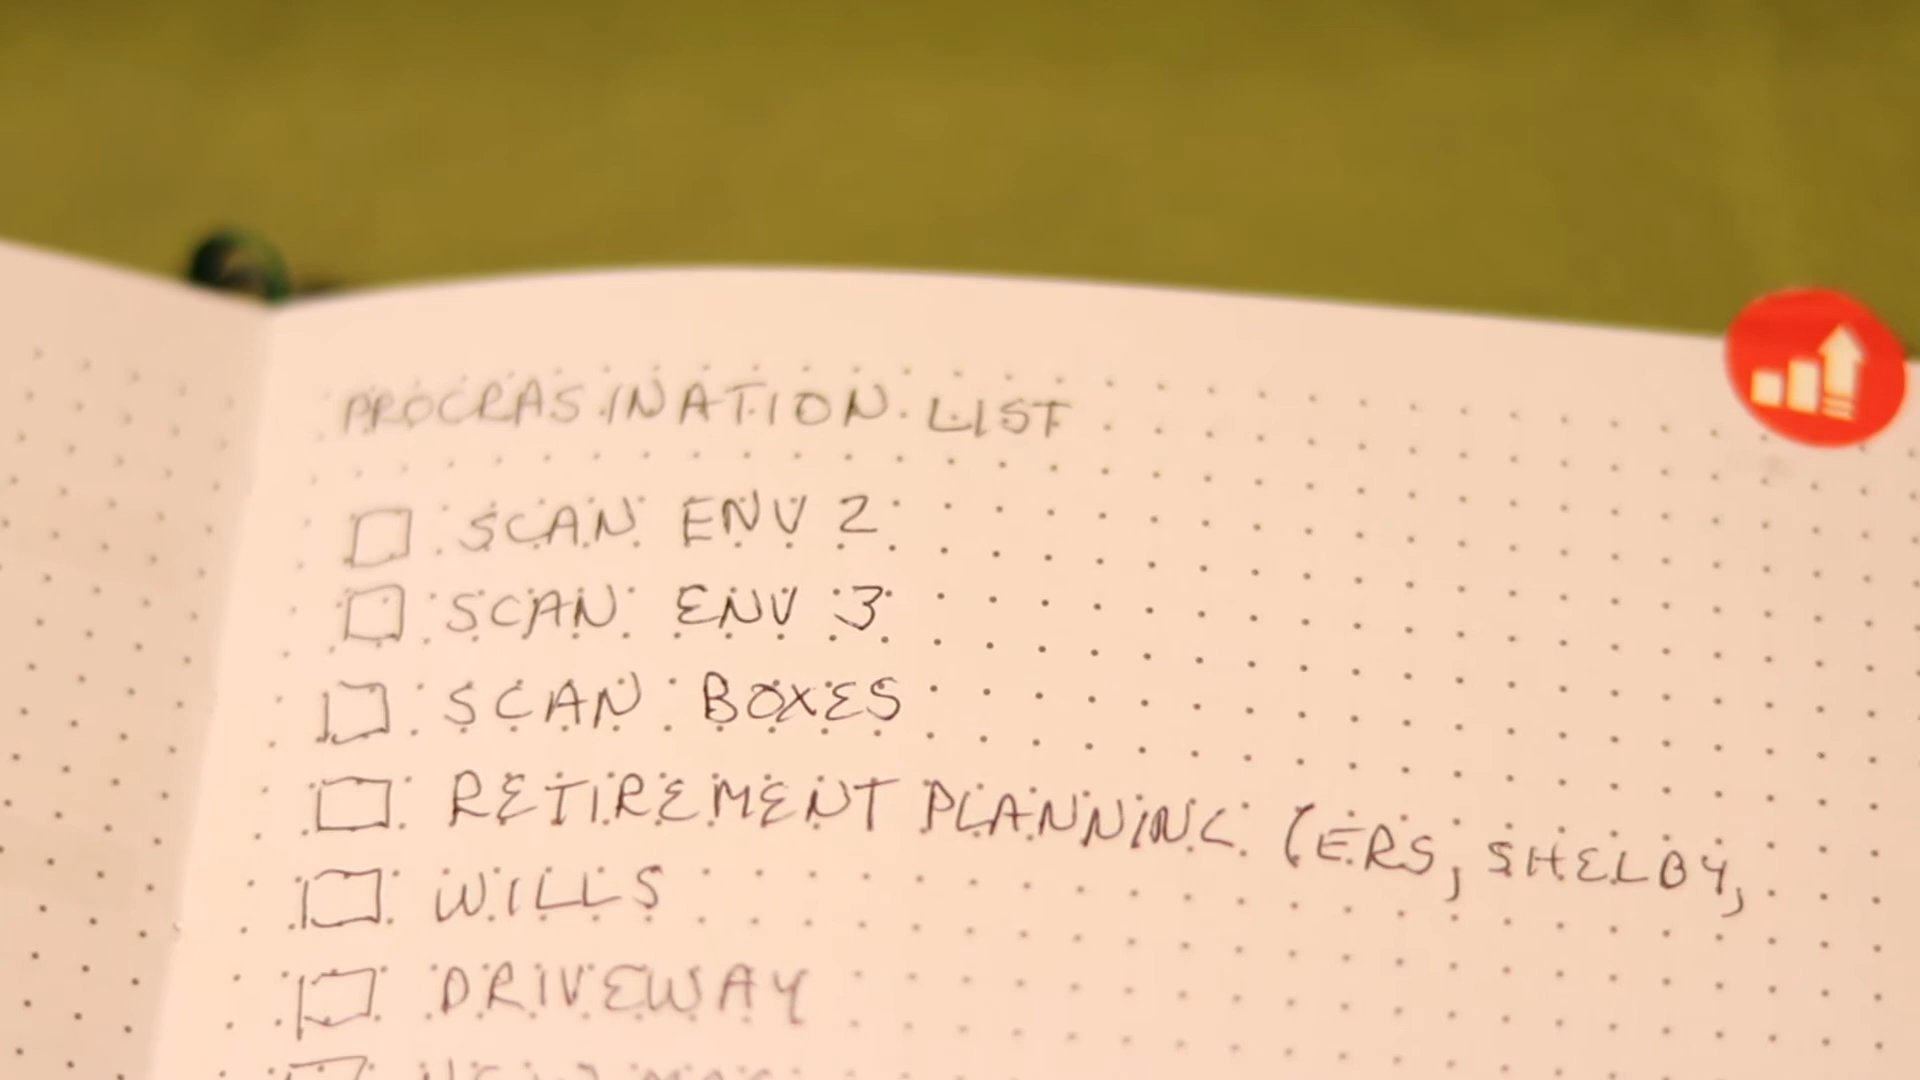 PROCRASINATION LIST
SCAN ENV 2
SCAN ENV 3
SCAN BOXES
RETIREMENT PLANNING (ERS, SHELBY,
WILLS
DRIVEWAY